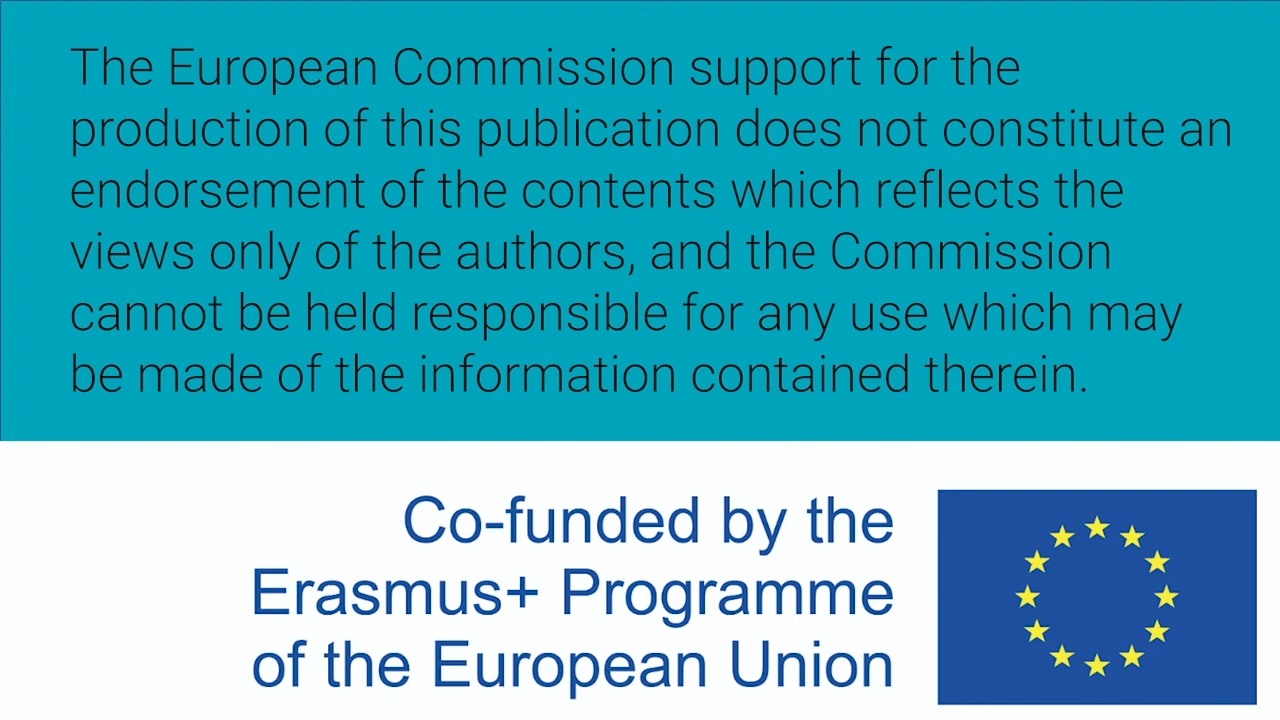 The European Commission support for the
production of this publication does not constitute an
endorsement of the contents which reflects the
views only of the authors, and the Commission
cannot be held responsible for any use which may
be made of the information contained therein.
Co-funded by the
Erasmus+ Programme
of the European Union